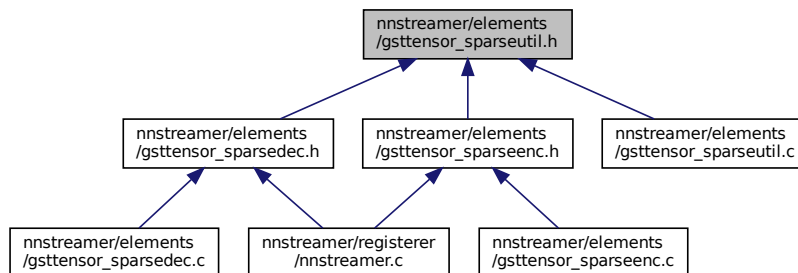 nnstreamer/elements
/gsttensor_sparseutil.h
nnstreamer/elements
/gsttensor_sparsedec.h
nnstreamer/elements
/gsttensor_sparseenc.h
nnstreamer/elements
/gsttensor_sparseutil.c
nnstreamer/elements
/gsttensor_sparsedec.c
nnstreamer/registerer
/nnstreamer.c
nnstreamer/elements
/gsttensor_sparseenc.c